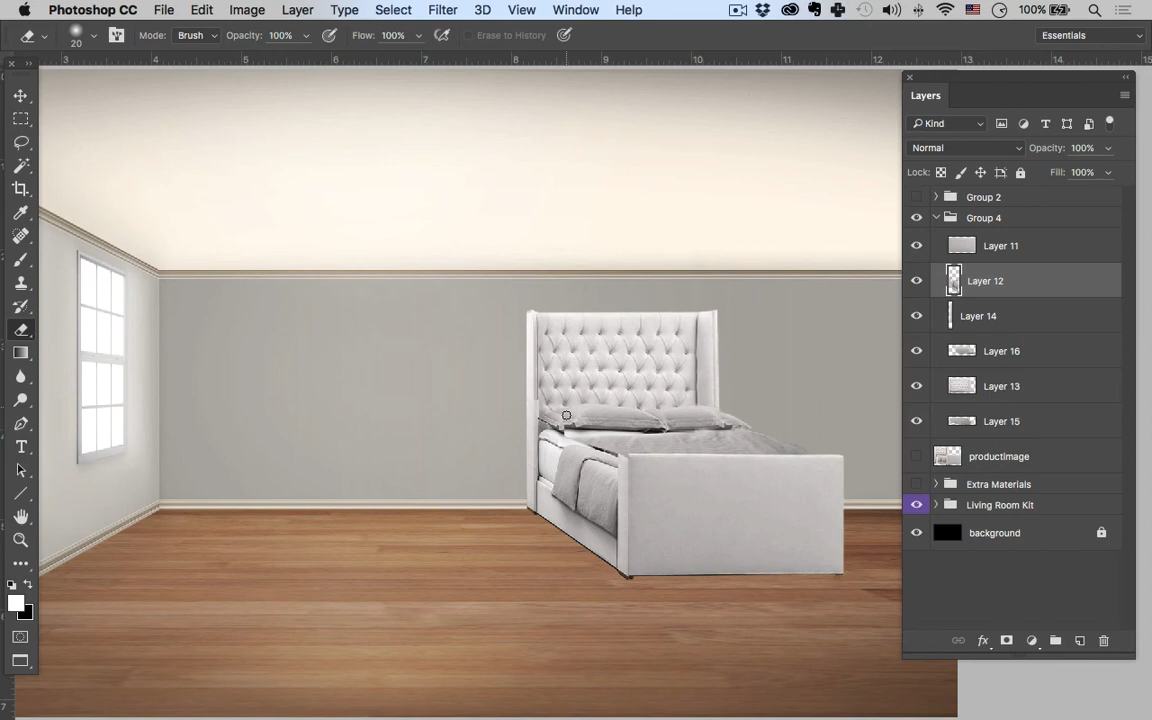 Photoshop CC File Edit Image Layer Type Select Filter 3D View Window Help 100%
20 Mode: Brush Opacity: 100% Flow: 100% Erase to History Essentials
3 4 5 6 7 8 9 10 11 12 13 14 15
Layers
Kind
Normal Opacity: 100%
Lock: Fill: 100%
Group 2
Group 4
Layer 11
Layer 12
Layer 14
Layer 16
Layer 13
Layer 15
productimage
Extra Materials
Living Room Kit
background
fx